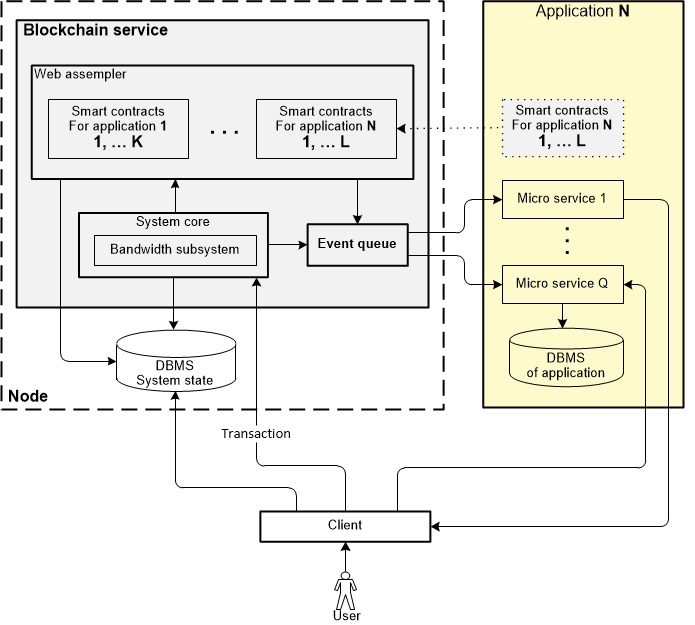 Application N
Blockchain service
Web assempler
Smart contracts
For application 1
1, ... K
. . .
Smart contracts
For application N
1, ... L
Smart contracts
For application N
1, ... L
System core
Bandwidth subsystem
Event queue
Micro service 1
Micro service Q
DBMS
System state
DBMS
of application
Node
Transaction
Client
User